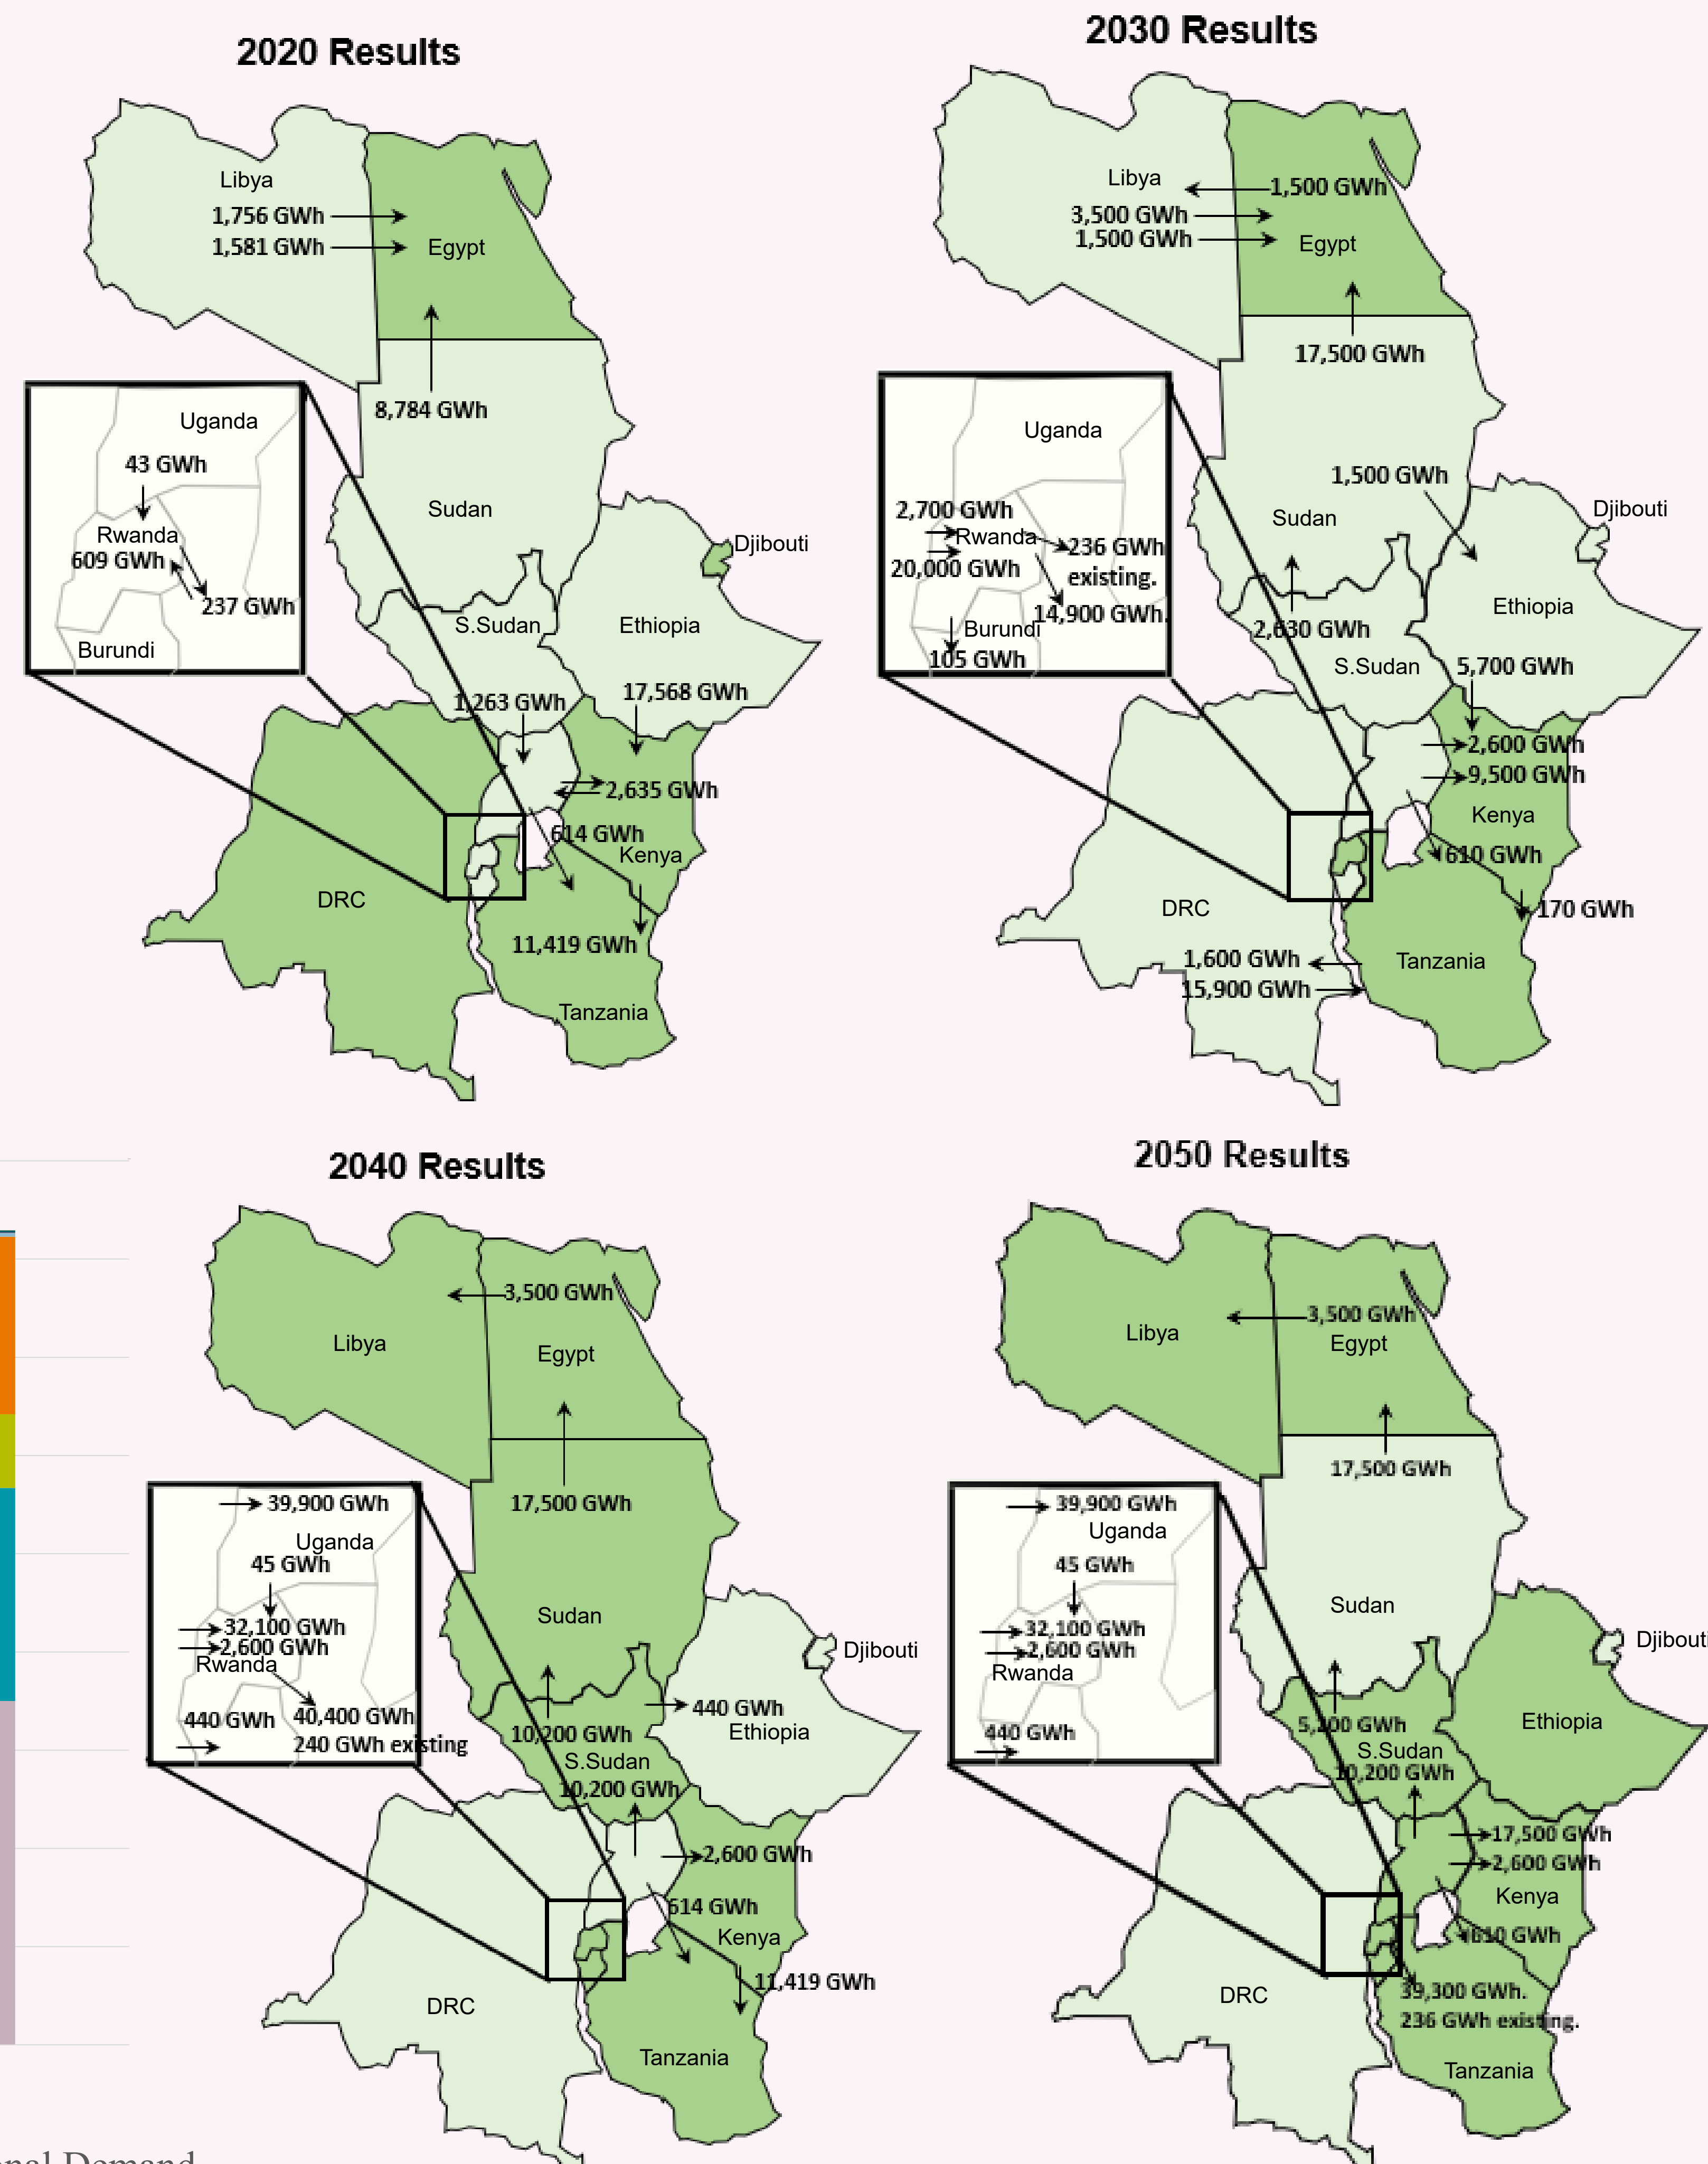 2020 Results
Libya
1,756 GWh
1,581 GWh
Egypt
8,784 GWh
Uganda
43 GWh
Rwanda
609 GWh
237 GWh
Burundi
Sudan
Djibouti
S.Sudan
Ethiopia
1,263 GWh
17,568 GWh
2,635 GWh
614 GWh
Kenya
DRC
11,419 GWh
Tanzania
2030 Results
Libya
1,500 GWh
3,500 GWh
1,500 GWh
Egypt
17,500 GWh
Uganda
2,700 GWh
Rwanda
236 GWh
existing.
20,000 GWh
14,900 GWh.
Burundi
105 GWh
1,500 GWh
Sudan
Djibouti
Ethiopia
2,630 GWh
S.Sudan
5,700 GWh
2,600 GWh
9,500 GWh
Kenya
610 GWh
170 GWh
DRC
1,600 GWh
15,900 GWh
Tanzania
2040 Results
3,500 GWh
Libya
Egypt
17,500 GWh
39,900 GWh
Uganda
45 GWh
32,100 GWh
2,600 GWh
Rwanda
440 GWh
40,400 GWh
240 GWh existing
Sudan
Djibouti
440 GWh
Ethiopia
10,200 GWh
S.Sudan
10,200 GWh
2,600 GWh
614 GWh
Kenya
11,419 GWh
DRC
Tanzania
2050 Results
3,500 GWh
Libya
Egypt
17,500 GWh
39,900 GWh
Uganda
45 GWh
32,100 GWh
2,600 GWh
Rwanda
440 GWh
Sudan
Djibouti
5,200 GWh
Ethiopia
S.Sudan
10,200 GWh
17,500 GWh
2,600 GWh
Kenya
610 GWh
DRC
39,300 GWh.
236 GWh existing.
Tanzania
Demand